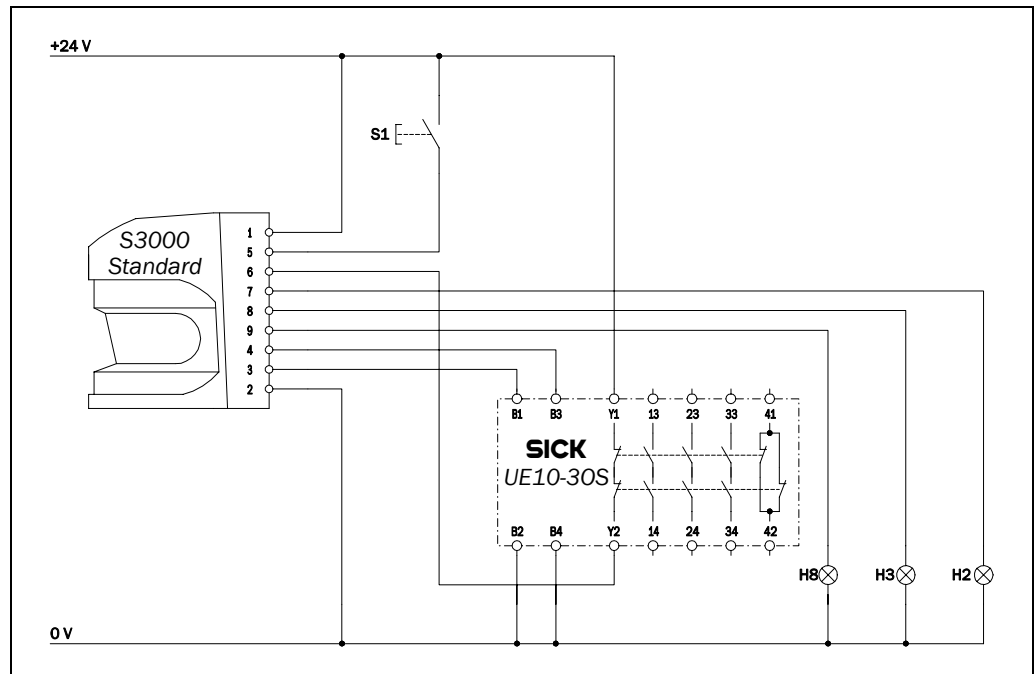 +24 V
S1
S3000
Standard
1
5
6
7
8
9
4
3
2
B1 B3 Y1 13 23 33 41
SICK
UE10-3OS
B2 B4 Y2 14 24 34 42
H8 H3 H2
0 V